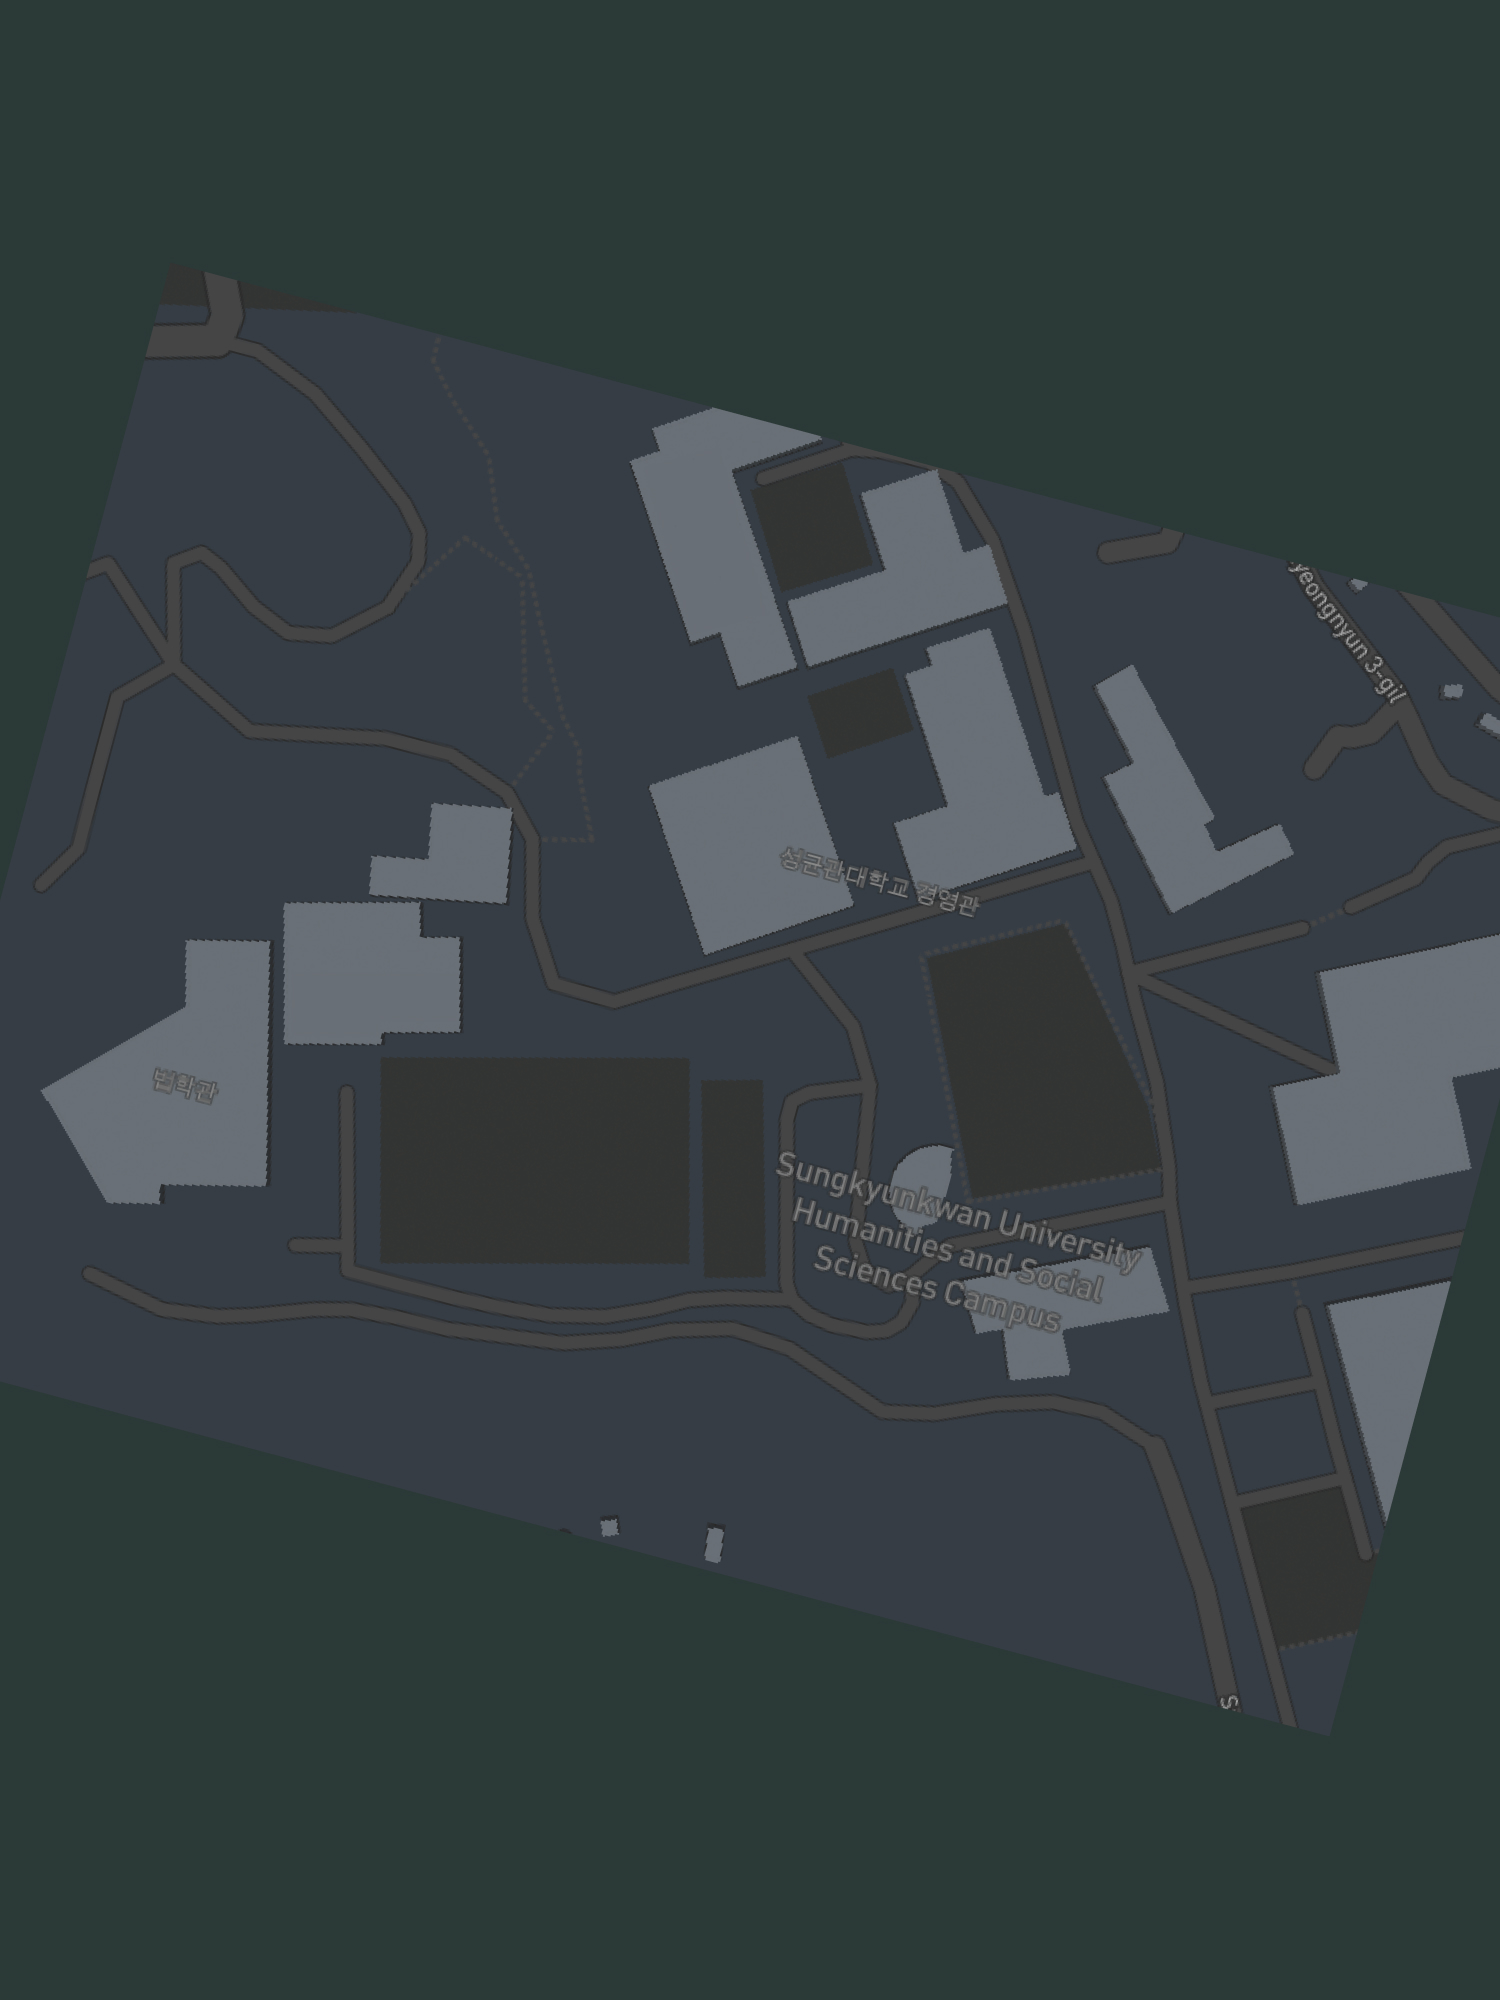 yeongnyun 3-gil
성균관대학교 경영관
법학관
Sungkyunkwan University
Humanities and Social
Sciences Campus
S